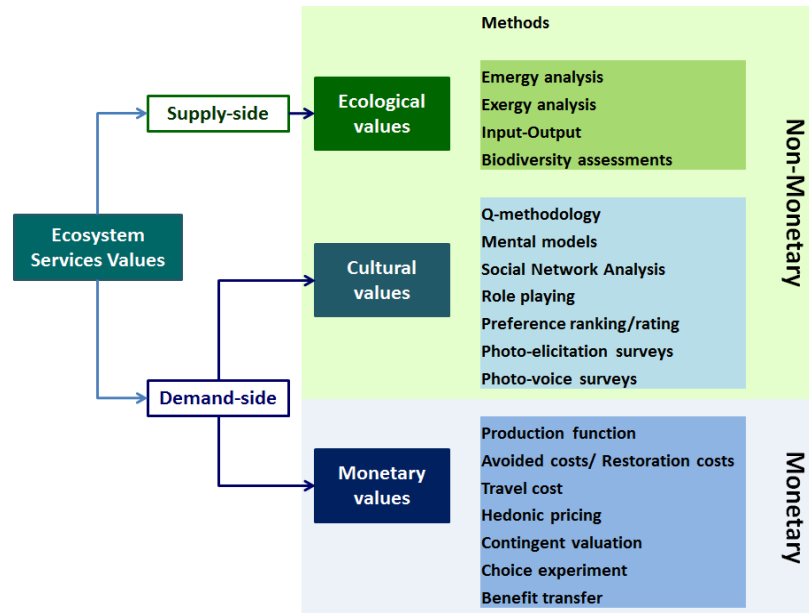 Methods
Supply-side
Ecological
values
Emergy analysis
Exergy analysis
Input-Output
Biodiversity assessments
Non-Monetary
Ecosystem
Services Values
Cultural
values
Q-methodology
Mental models
Social Network Analysis
Role playing
Preference ranking/rating
Photo-elicitation surveys
Photo-voice surveys
Demand-side
Monetary
values
Production function
Avoided costs/ Restoration costs
Travel cost
Hedonic pricing
Contingent valuation
Choice experiment
Benefit transfer
Monetary